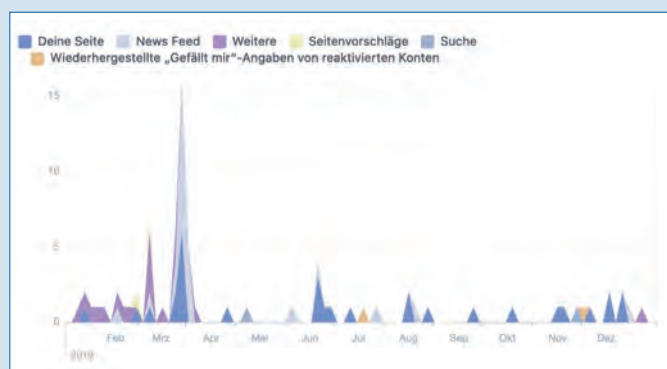 Deine Seite News Feed Weitere Seitenvorschläge Suche
Wiederhergestellte „Gefällt mir“-Angaben von reaktivierten Konten
15
10
5
0
Feb. Mrz. Apr. Mai Jun. Jul. Aug. Sep. Okt Nov. Dez.
2019